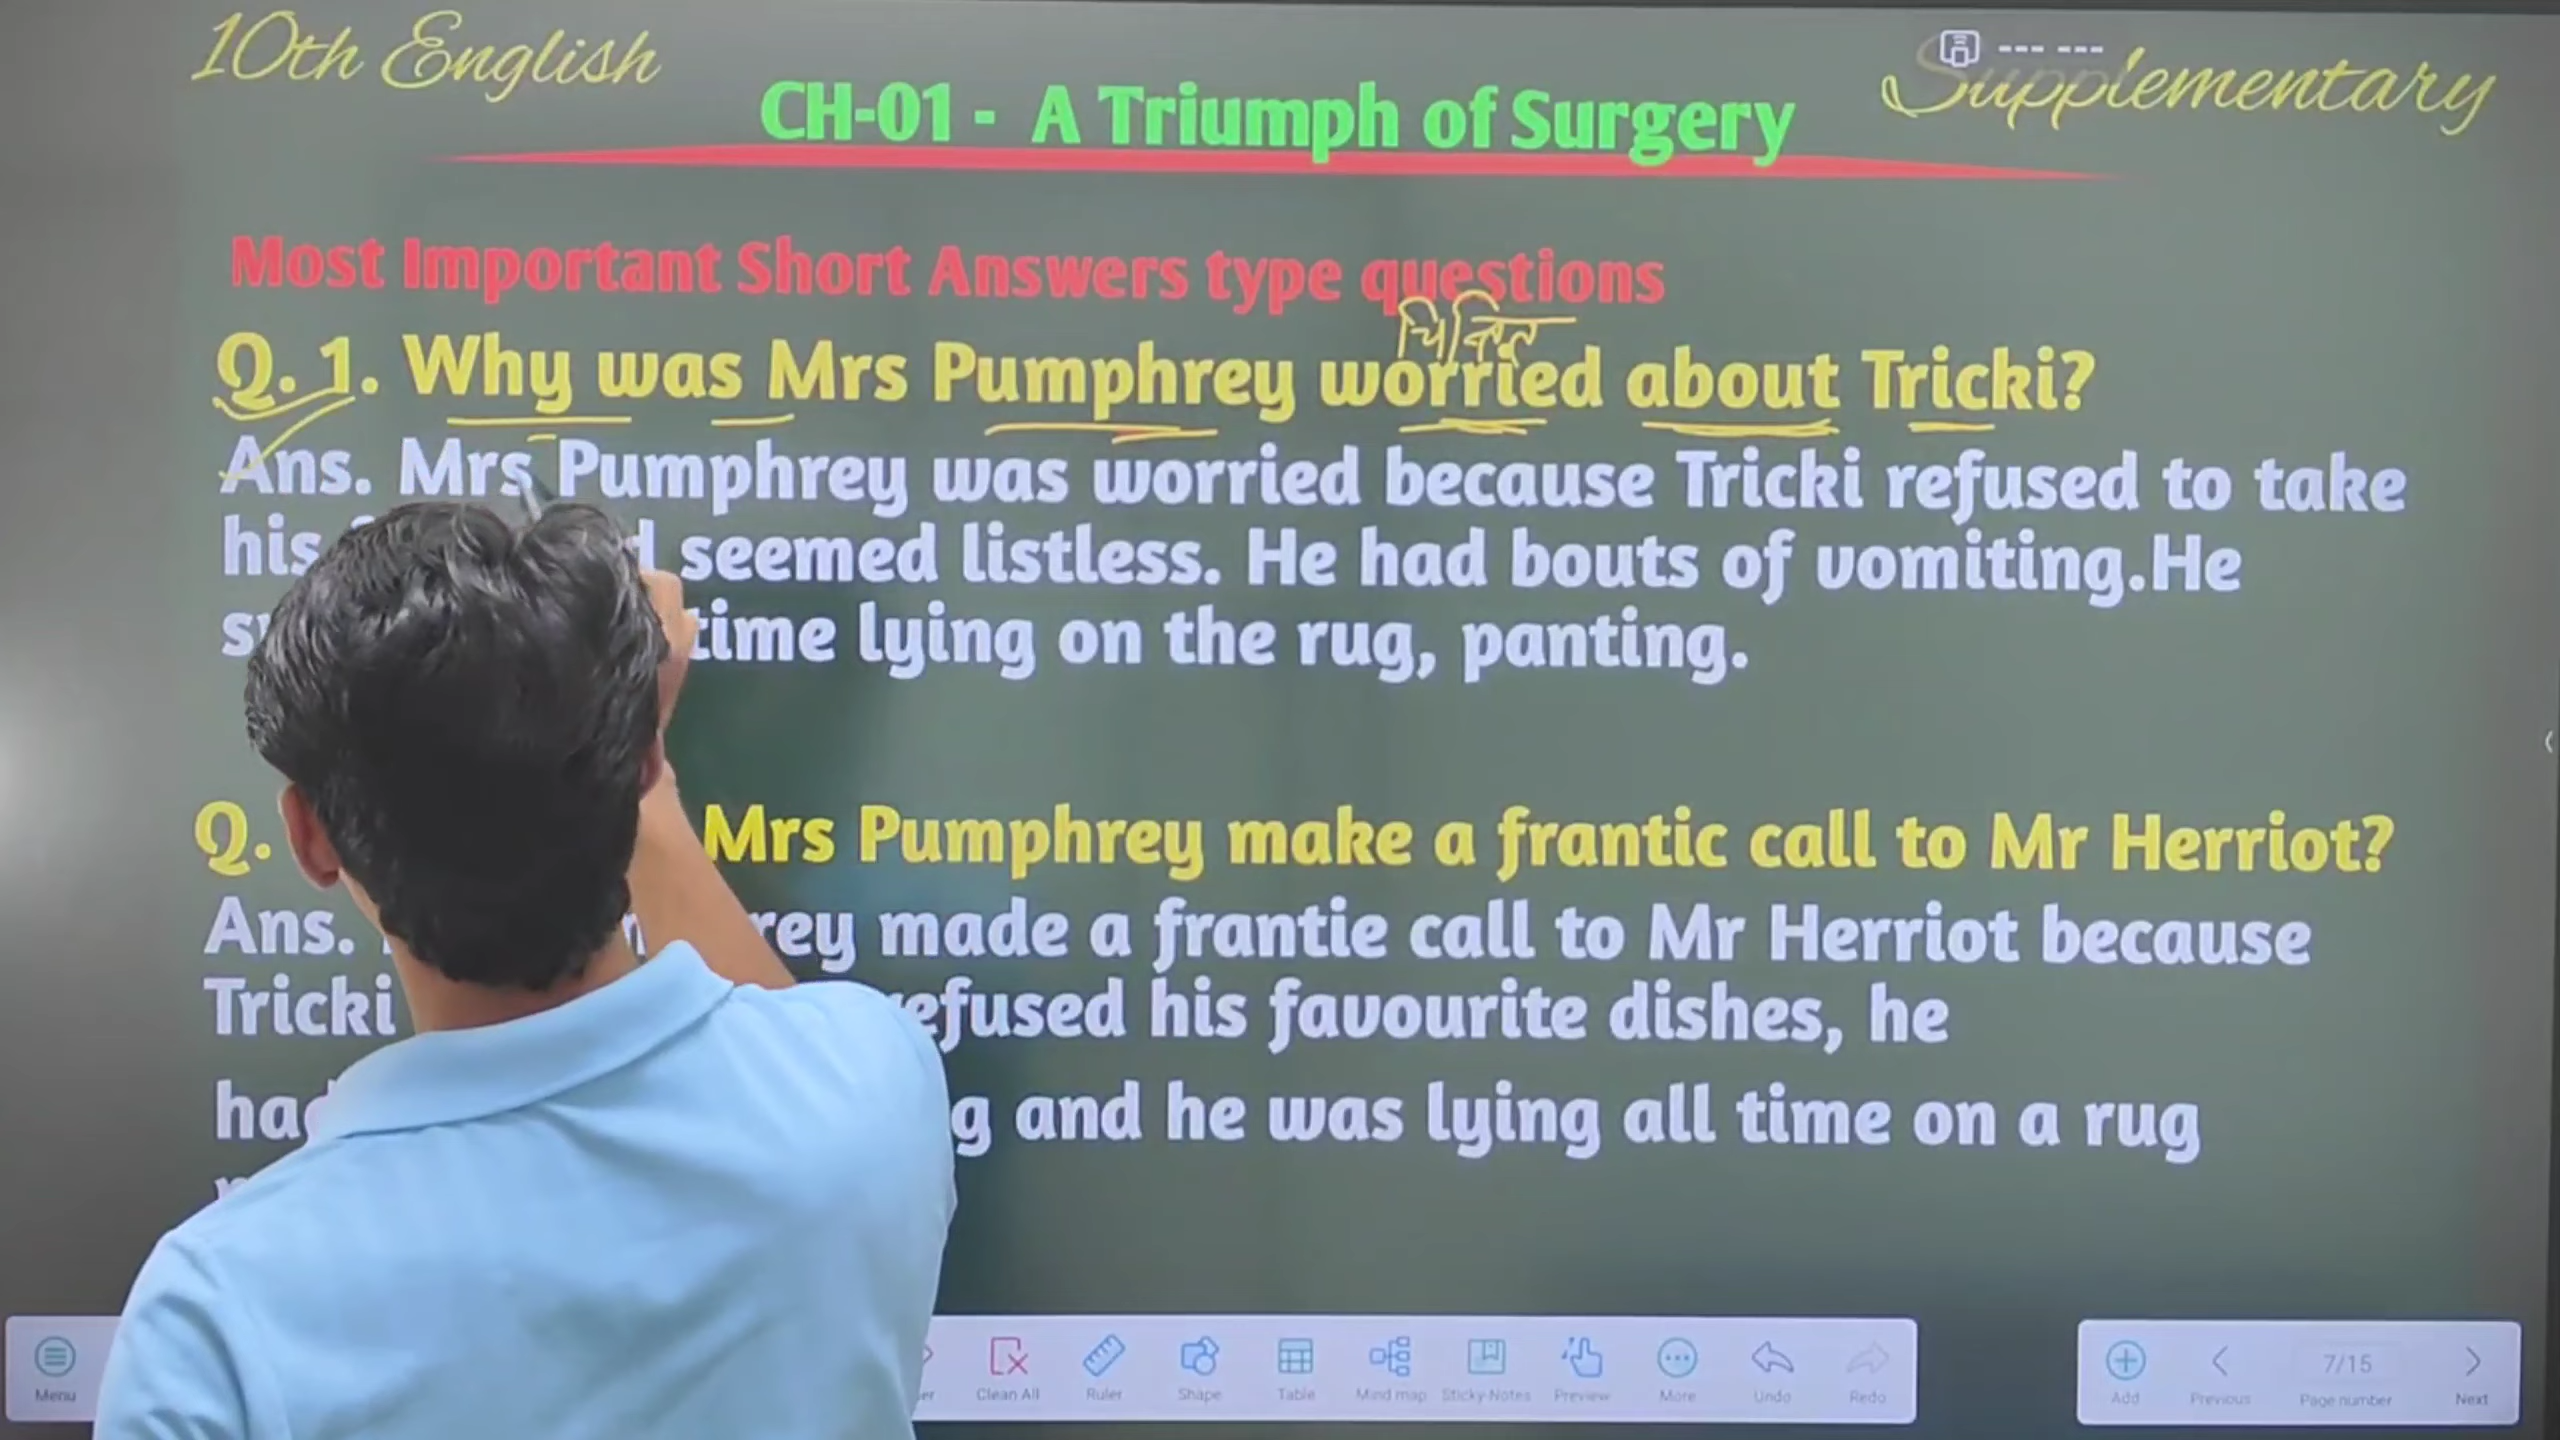 10th English
Supplementary
CH-01 - A Triumph of Surgery
Most Important Short Answers type questions
Q. 1. Why was Mrs Pumphrey worried about Tricki?
Ans. Mrs Pumphrey was worried because Tricki refused to take
his seemed listless. He had bouts of vomiting.He
time lying on the rug, panting.
Q. Mrs Pumphrey make a frantic call to Mr Herriot?
Ans. made a frantie call to Mr Herriot because
Tricki refused his favourite dishes, he
and he was lying all time on a rug
Menu
Clean All
Ruler
Shape
Table
Mind map
Sticky Notes
Preview
More
Undo
Redo
Add
Previous
7/15
Page number
Next